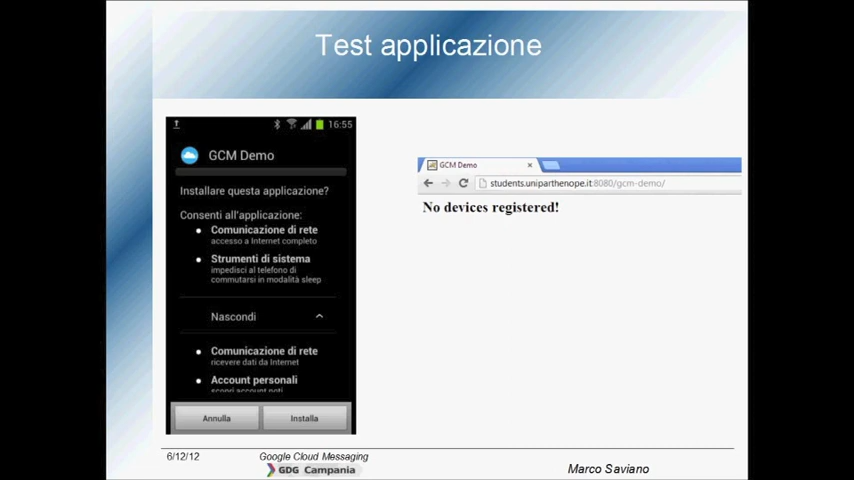 Test applicazione
16:55
GCM Demo
Installare questa applicazione?
Consenti all'applicazione:
Comunicazione di rete
accesso a Internet completo
Strumenti di sistema
impedisci al telefono di
commutarsi in modalità sleep
Nascondi
Comunicazione di rete
ricevere dati da Internet
Account personali
scopri account noti
Annulla
Installa
GCM Demo
students.uniparthenope.it:8080/gcm-demo/
No devices registered!
6/12/12
Google Cloud Messaging
GDG Campania
Marco Saviano